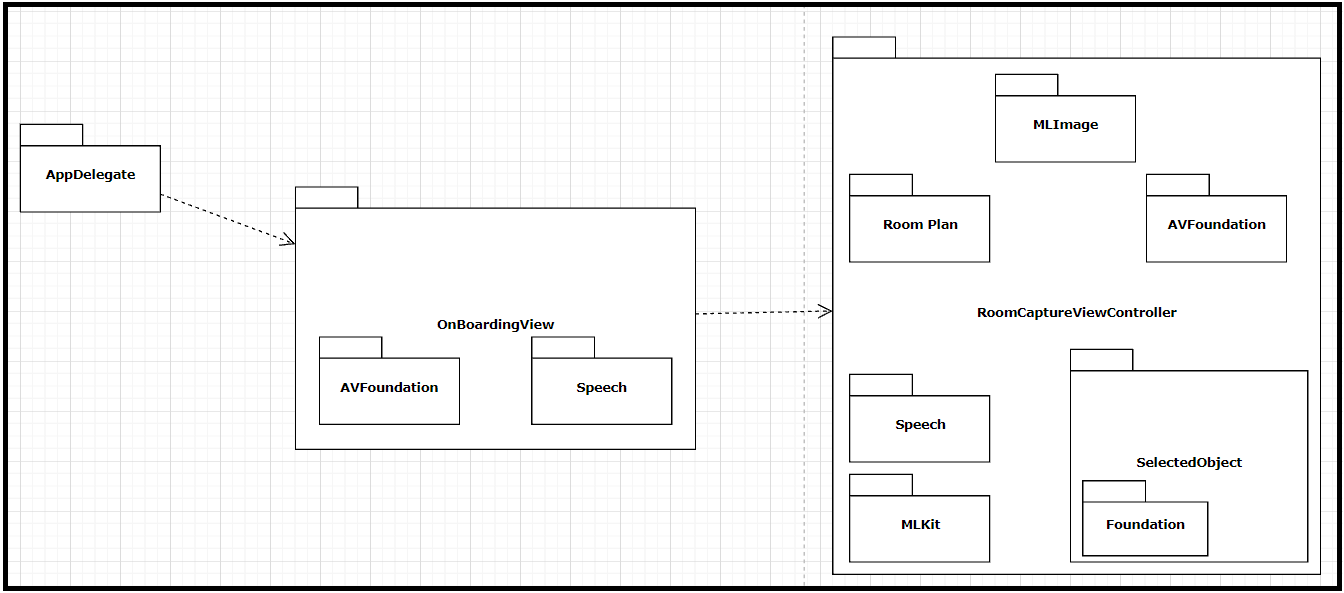 AppDelegate
OnBoardingView
AVFoundation
Speech
MLImage
Room Plan
AVFoundation
RoomCaptureViewController
Speech
SelectedObject
MLKit
Foundation